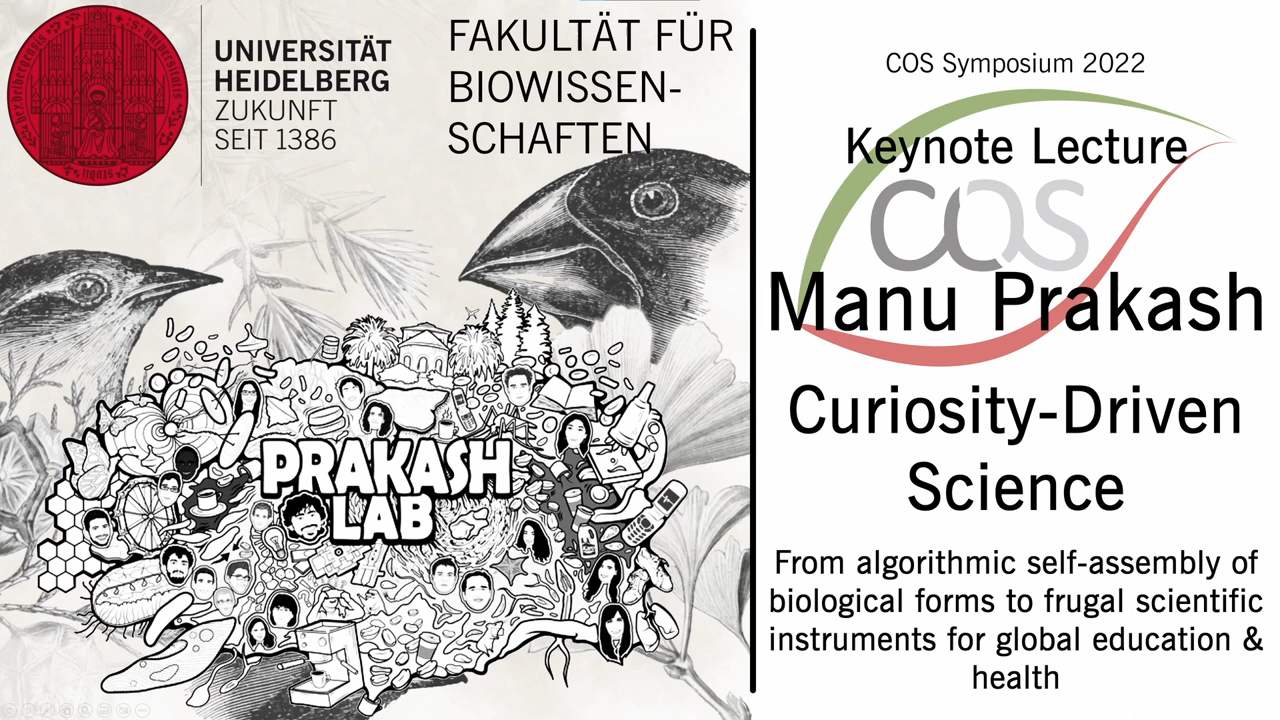 UNIVERSITÄT
HEIDELBERG
ZUKUNFT
SEIT 1386
FAKULTÄT FÜR
BIOWISSEN-
SCHAFTEN
PRAKASH
LAB
COS Symposium 2022
Keynote Lecture
COS
Manu Prakash
Curiosity-Driven
Science
From algorithmic self-assembly of
biological forms to frugal scientific
instruments for global education &
health